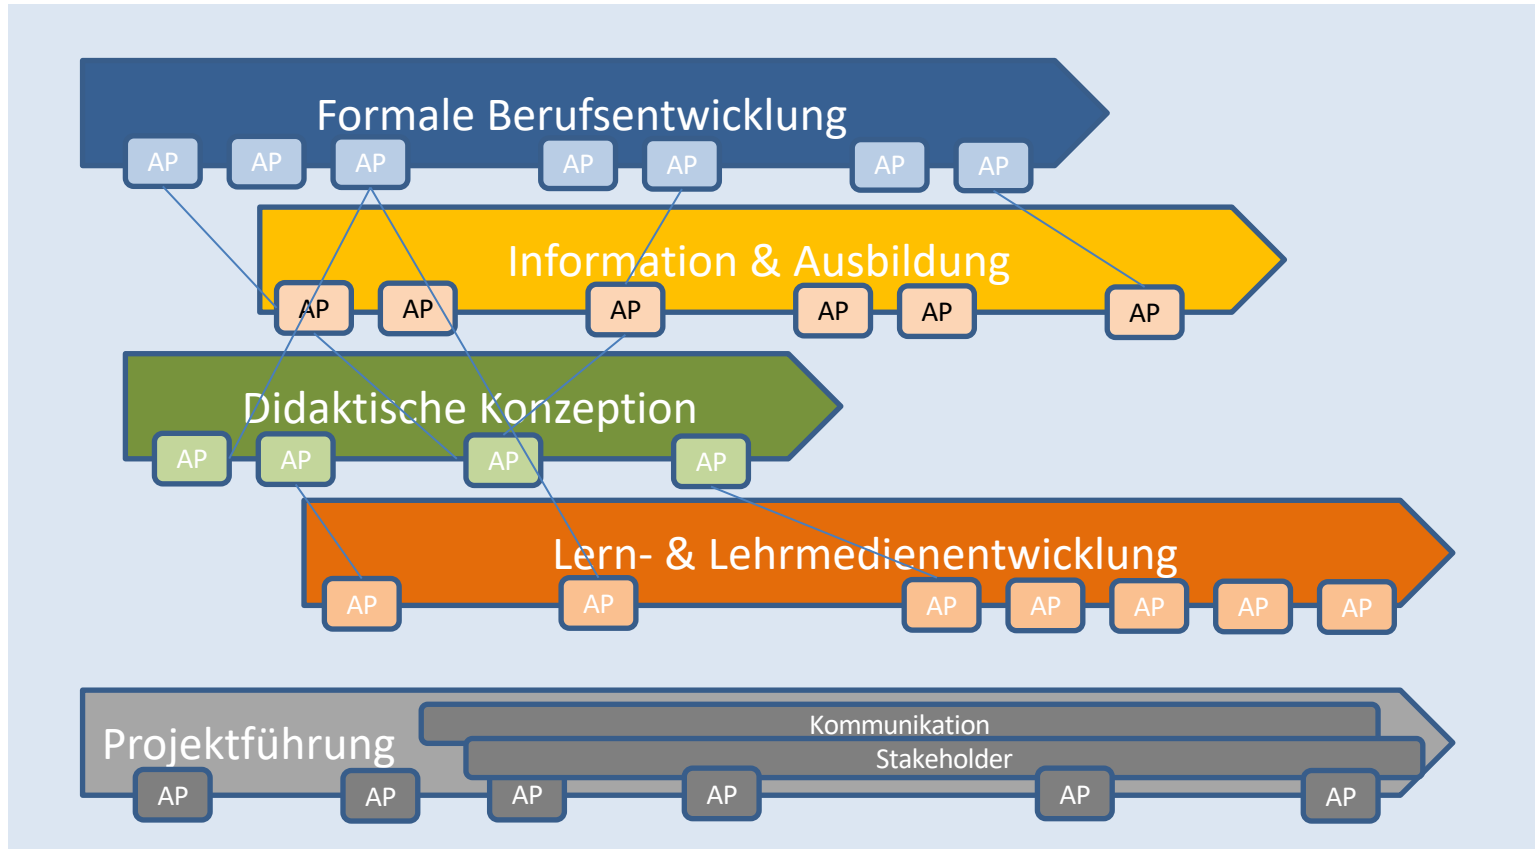 Formale Berufsentwicklung
AP AP AP AP AP AP AP
Information & Ausbildung
AP AP AP AP AP AP
Didaktische Konzeption
AP AP AP AP
Lern- & Lehrmedienentwicklung
AP AP AP AP AP AP AP
Kommunikation
Projektführung
Stakeholder
AP AP AP AP AP AP